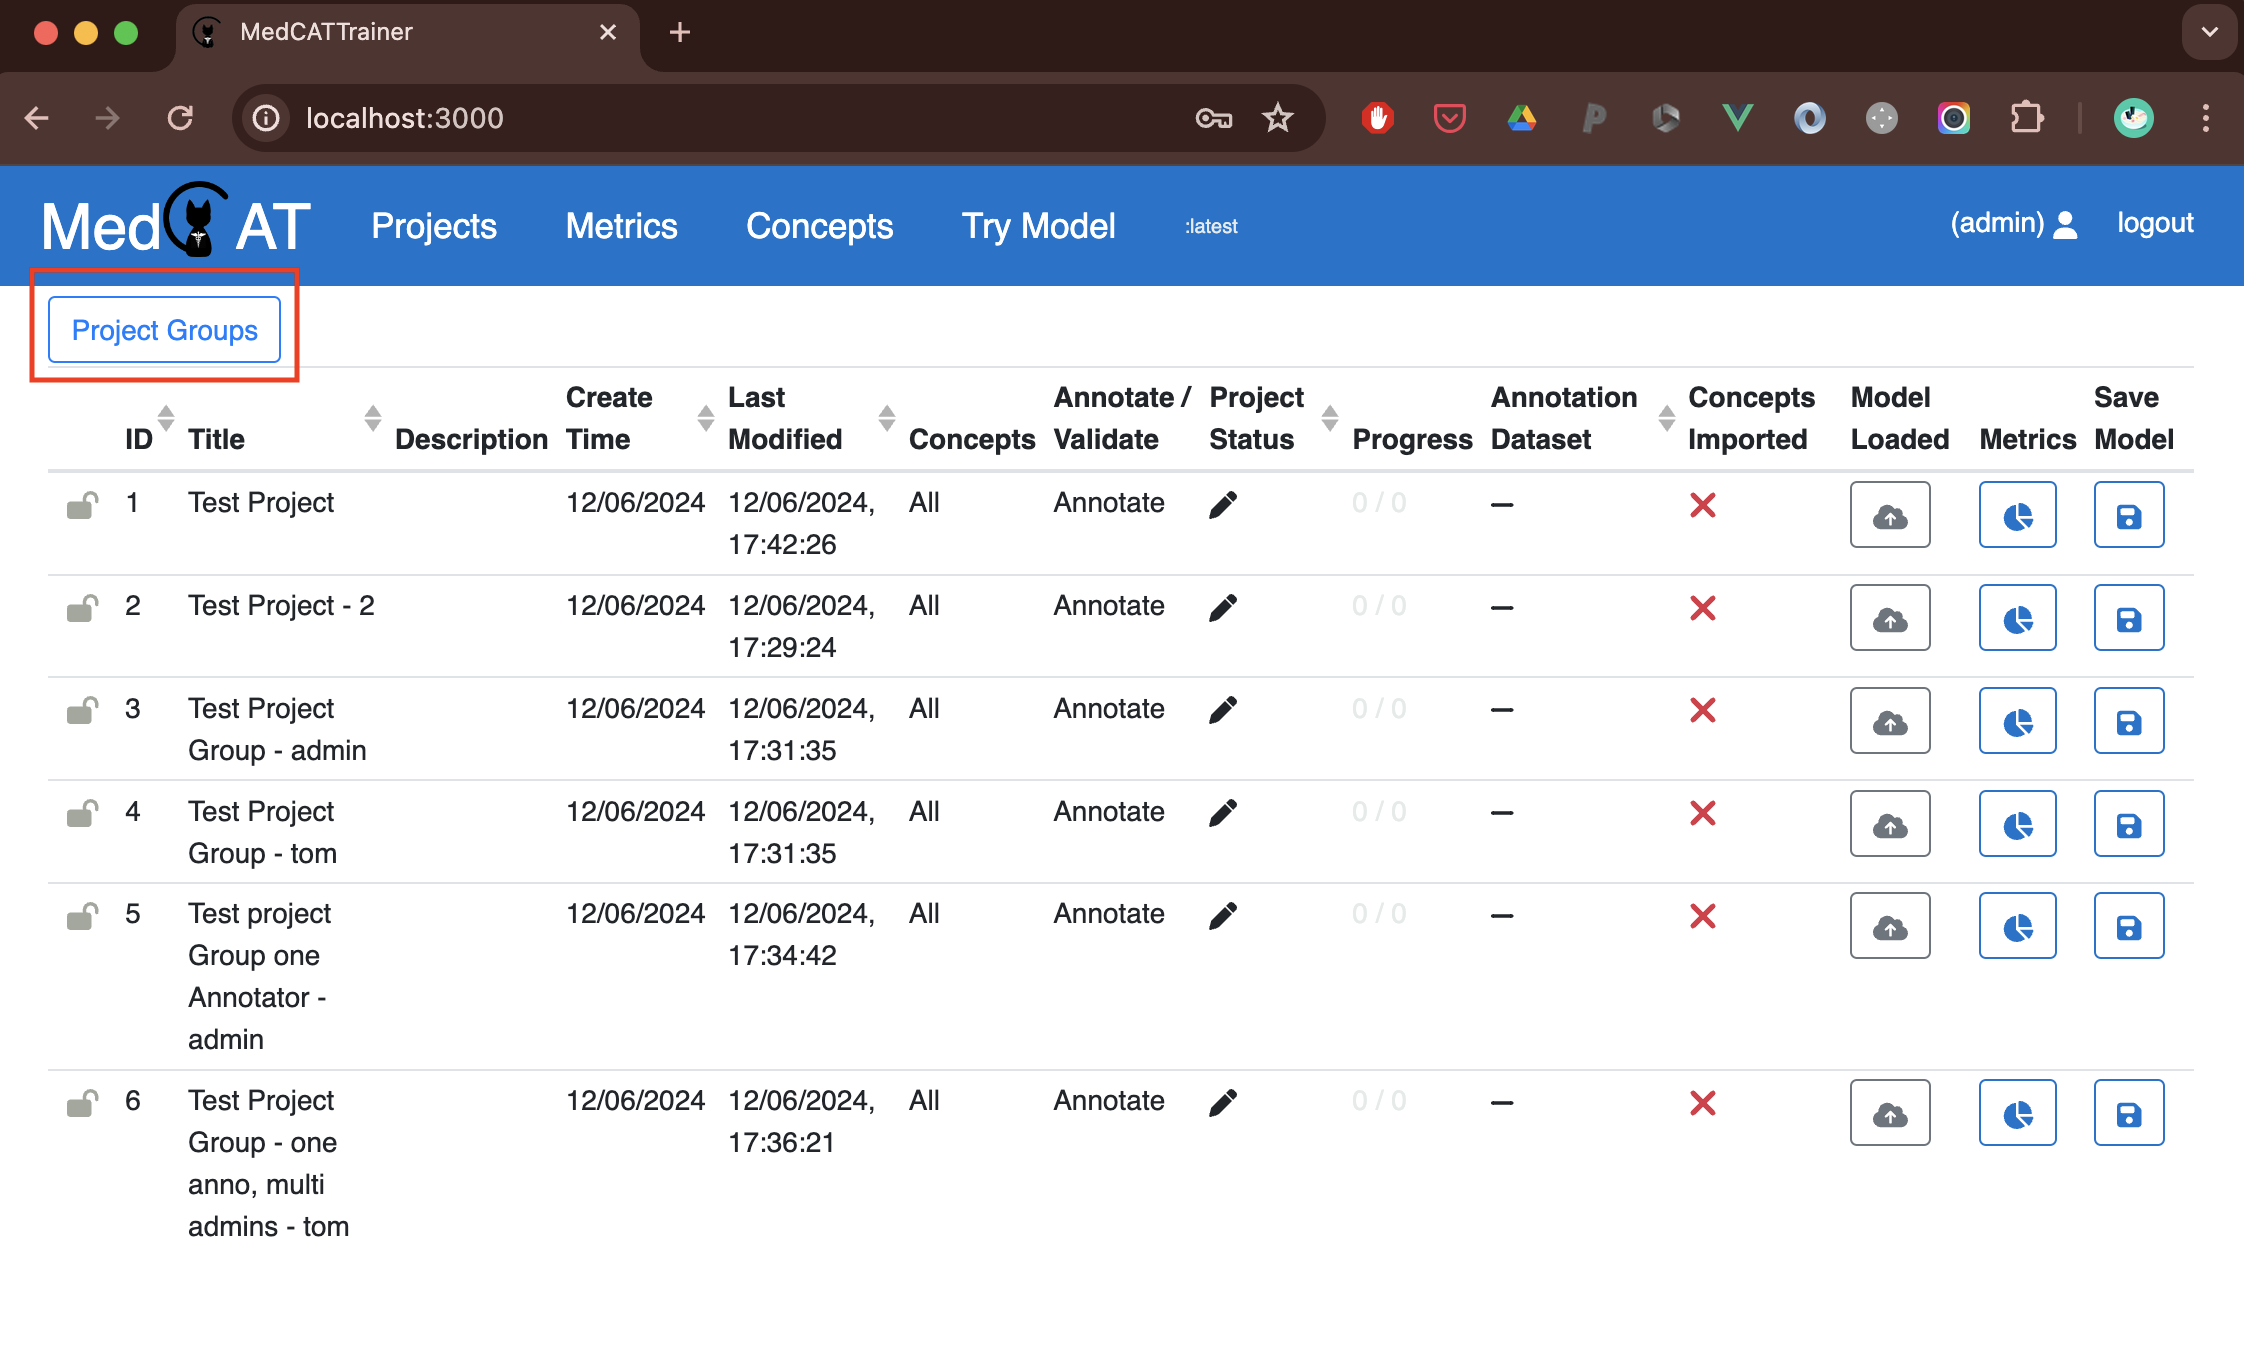 MedCATTrainer
localhost:3000
MedCAT Projects Metrics Concepts Try Model :latest (admin) logout
Project Groups
ID Title Description Create Time Last Modified Concepts Annotate / Validate Project Status Progress Annotation Dataset Concepts Imported Model Loaded Metrics Save Model
1 Test Project 12/06/2024 12/06/2024, All Annotate 0 / 0
17:42:26
2 Test Project - 2 12/06/2024 12/06/2024, All Annotate 0 / 0
17:29:24
3 Test Project 12/06/2024 12/06/2024, All Annotate 0 / 0
Group - admin 17:31:35
4 Test Project 12/06/2024 12/06/2024, All Annotate 0 / 0
Group - tom 17:31:35
5 Test project 12/06/2024 12/06/2024, All Annotate 0 / 0
Group one 17:34:42
Annotator -
admin
6 Test Project 12/06/2024 12/06/2024, All Annotate 0 / 0
Group - one 17:36:21
anno, multi
admins - tom